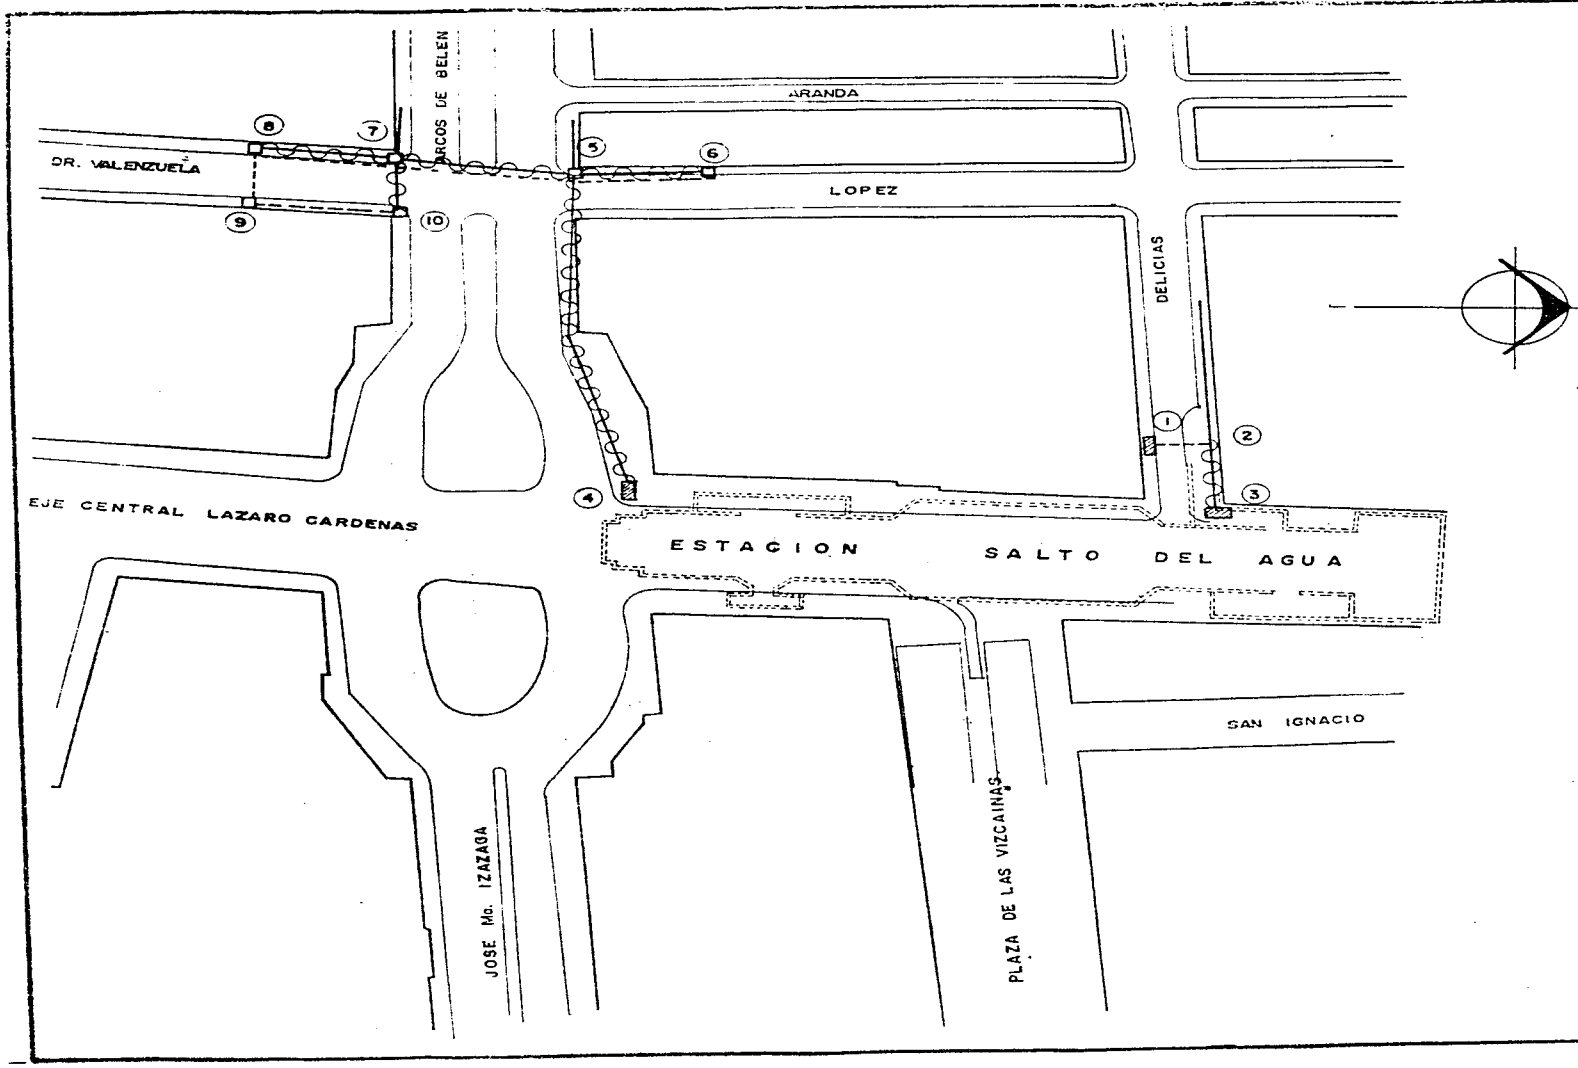 ARCOS DE BELEN
ARANDA
8
7
5
6
DR. VALENZUELA
LOPEZ
9
10
DELICIAS
1
2
3
4
EJE CENTRAL LAZARO CARDENAS
ESTACION SALTO DEL AGUA
SAN IGNACIO
JOSE Ma. IZAZAGA
PLAZA DE LAS VIZCAINAS